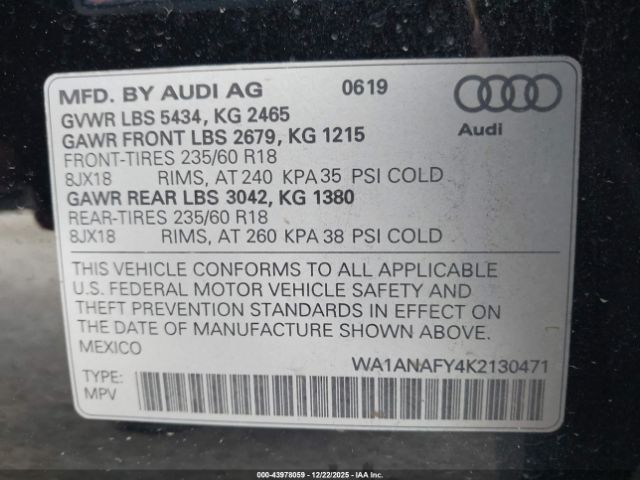 MFD. BY AUDI AG 0619
Audi
GVWR LBS 5434, KG 2465
GAWR FRONT LBS 2679, KG 1215
FRONT-TIRES 235/60 R18
8JX18 RIMS, AT 240 KPA 35 PSI COLD
GAWR REAR LBS 3042, KG 1380
REAR-TIRES 235/60 R18
8JX18 RIMS, AT 260 KPA 38 PSI COLD
THIS VEHICLE CONFORMS TO ALL APPLICABLE
U.S. FEDERAL MOTOR VEHICLE SAFETY AND
THEFT PREVENTION STANDARDS IN EFFECT ON
THE DATE OF MANUFACTURE SHOWN ABOVE.
MEXICO
WA1ANAFY4K2130471
TYPE:
MPV
000-43978059 - 12/22/2025 - IAAI.COM